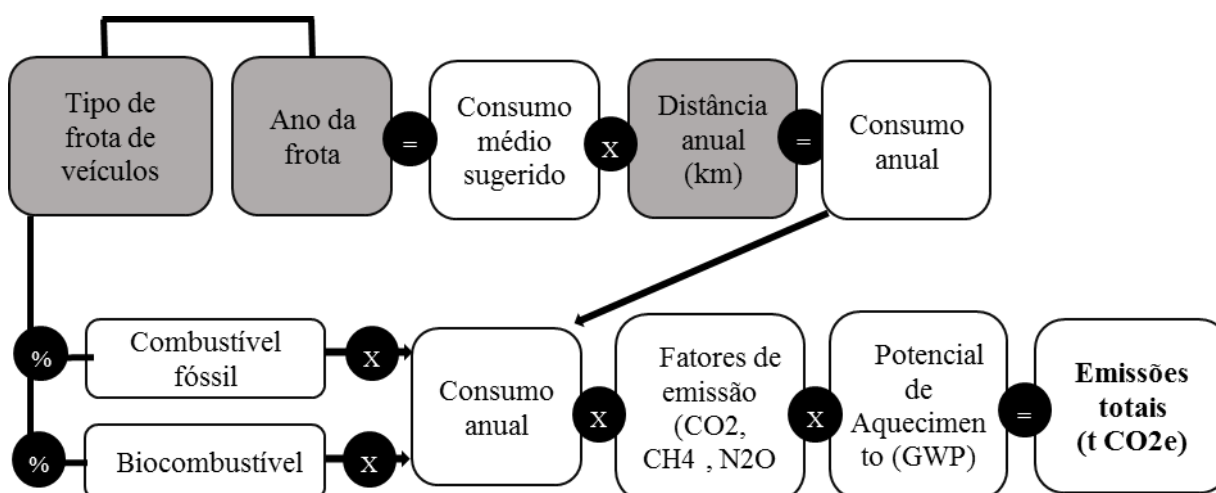 Tipo de
frota de
veículos
Ano da
frota
=
Consumo
médio
sugerido
X
Distância
anual
(km)
=
Consumo
anual
%
Combustível
fóssil
X
%
Biocombustível
X
Consumo
anual
X
Fatores de
emissão
(CO2,
CH4 , N2O
X
Potencial
de
Aquecimen
to (GWP)
=
Emissões
totais
(t CO2e)